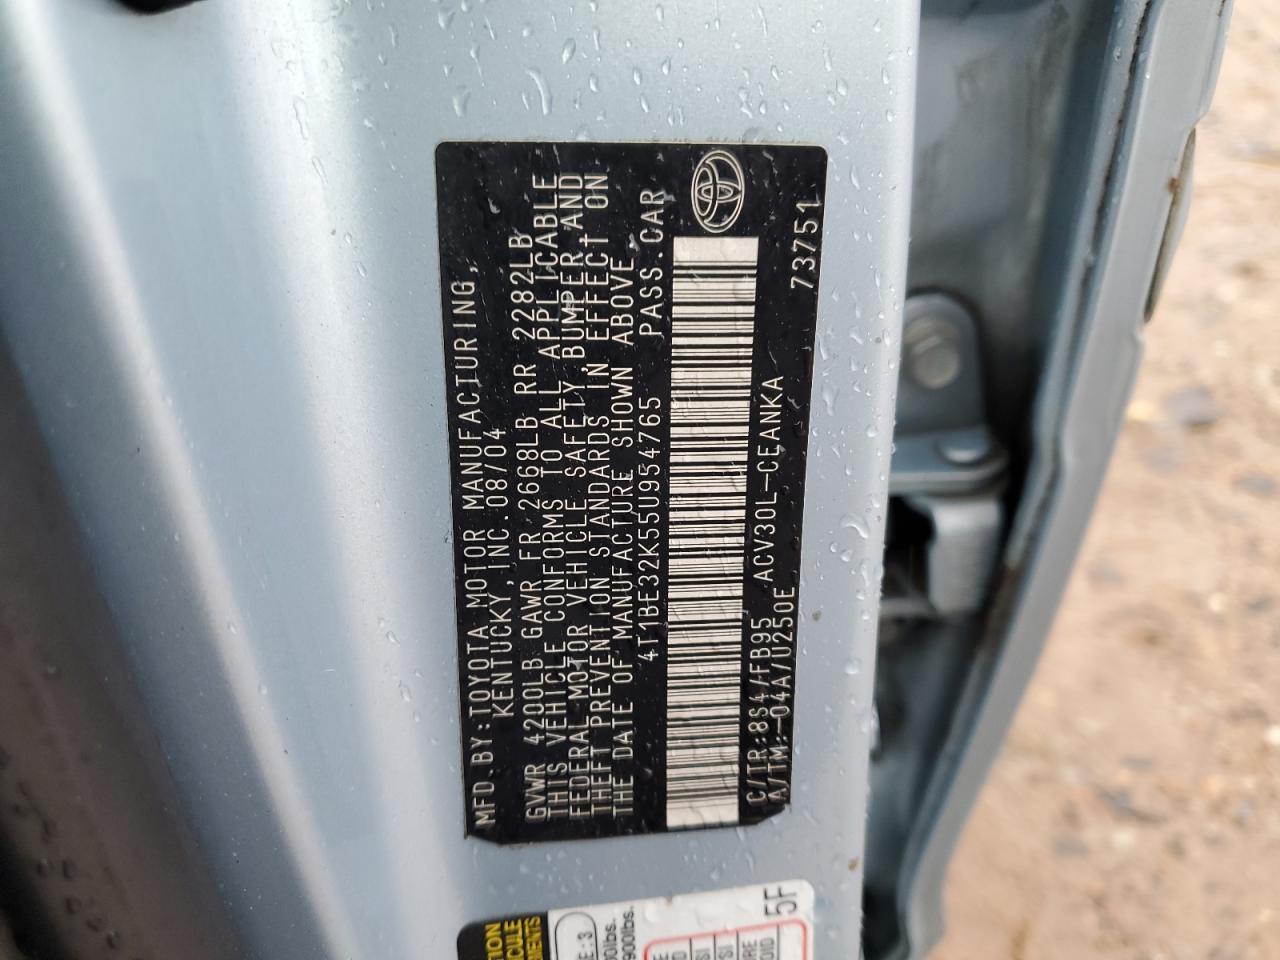 MFD. BY: TOYOTA MOTOR MANUFACTURING,
KENTUCKY, INC 08/04
GVWR 4200LB GAWR FR 2668LB RR 2282LB
THIS VEHICLE CONFORMS TO ALL APPLICABLE
FEDERAL MOTOR VEHICLE SAFETY, BUMPER AND
THEFT PREVENTION STANDARDS IN EFFECT ON
THE DATE OF MANUFACTURE SHOWN ABOVE.
4T1BE32K55U954765 PASS. CAR
C/TR: 8S4/FB95 ACV30L-CEANKA
A/TM: -04A/U250E 73751
5F